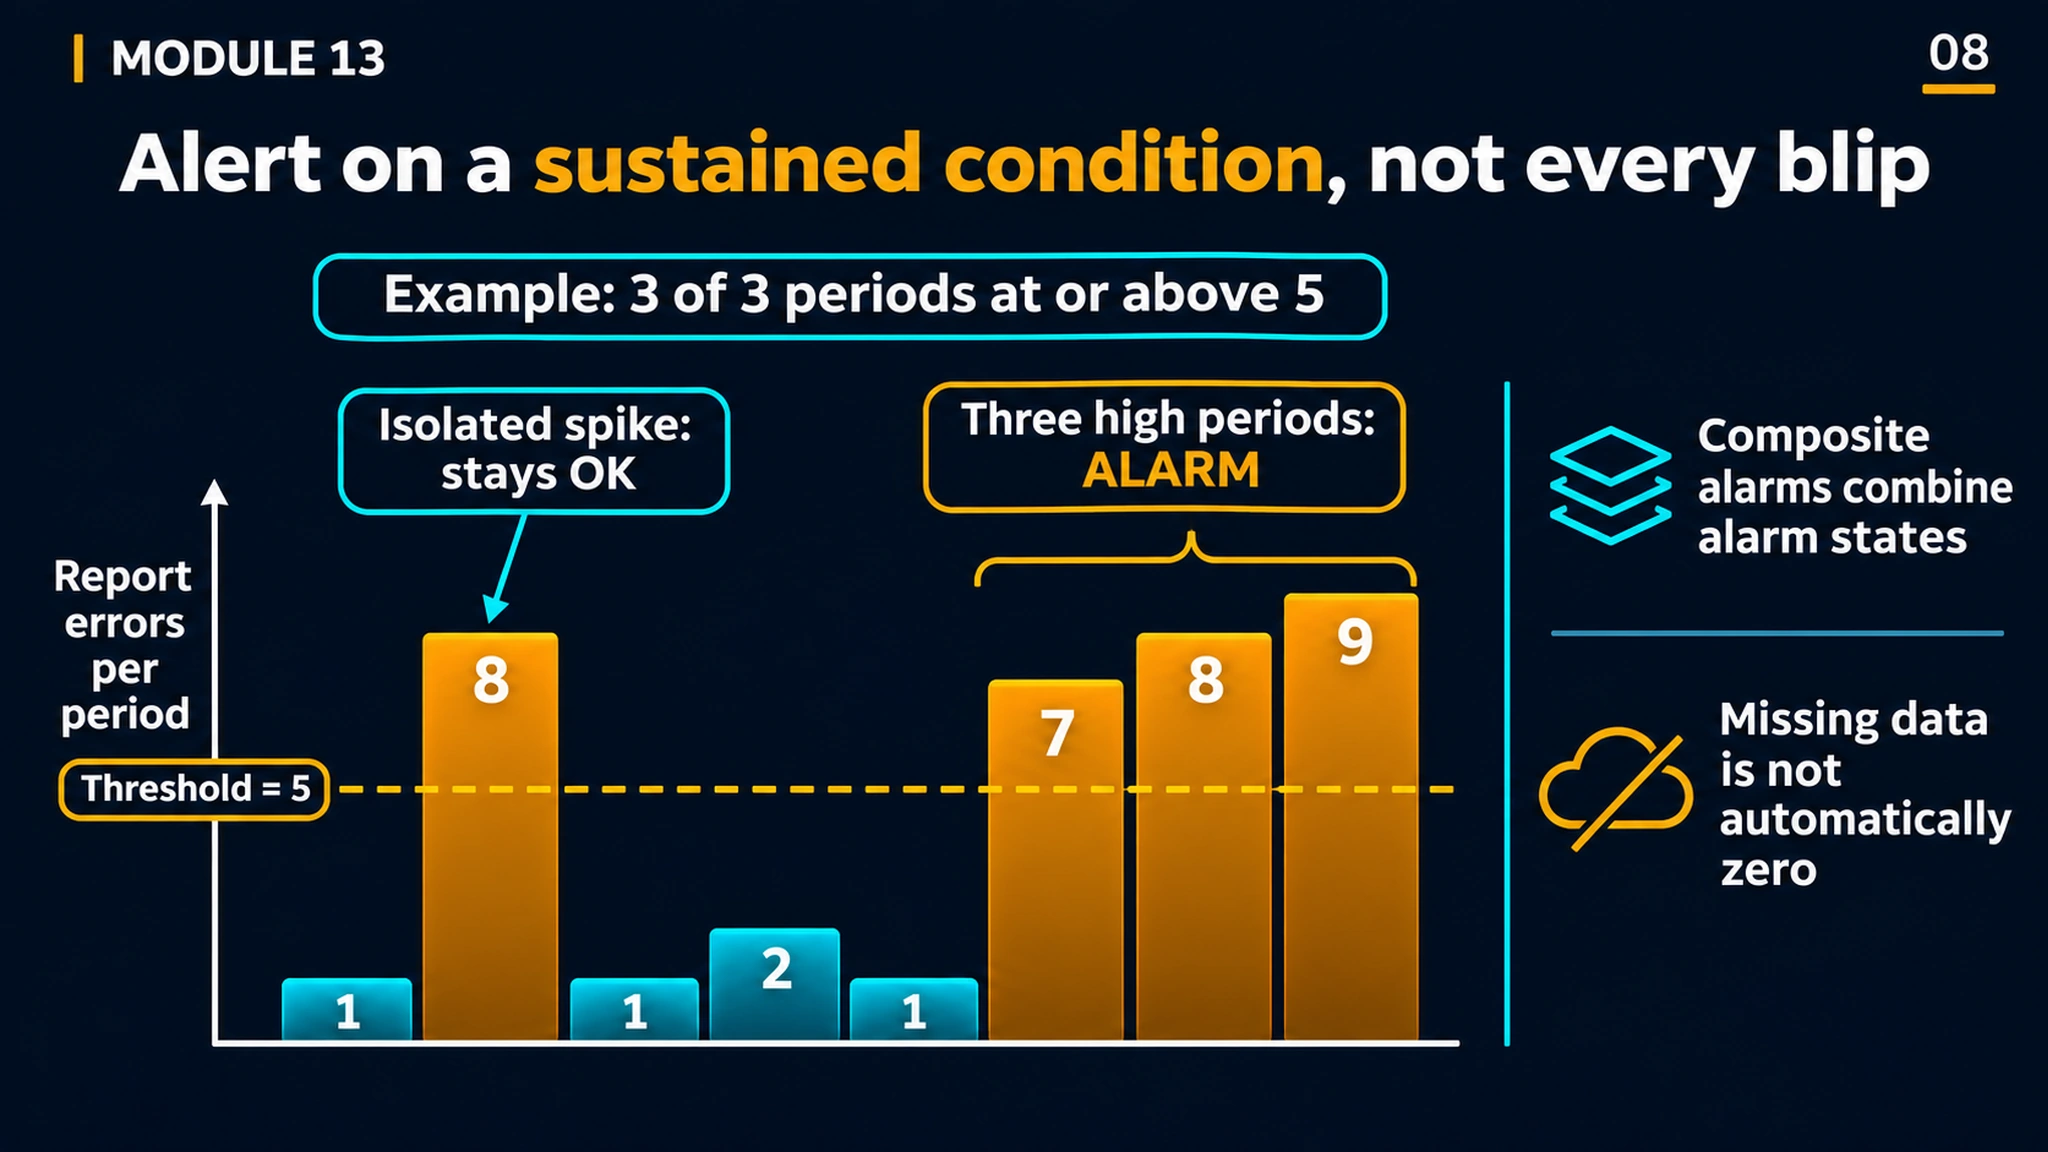 MODULE 13
08
Alert on a sustained condition, not every blip
Example: 3 of 3 periods at or above 5
Isolated spike:
stays OK
Three high periods:
ALARM
Report
errors
per
period
Threshold = 5
1
8
1
2
1
7
8
9
Composite
alarms combine
alarm states
Missing data
is not
automatically
zero